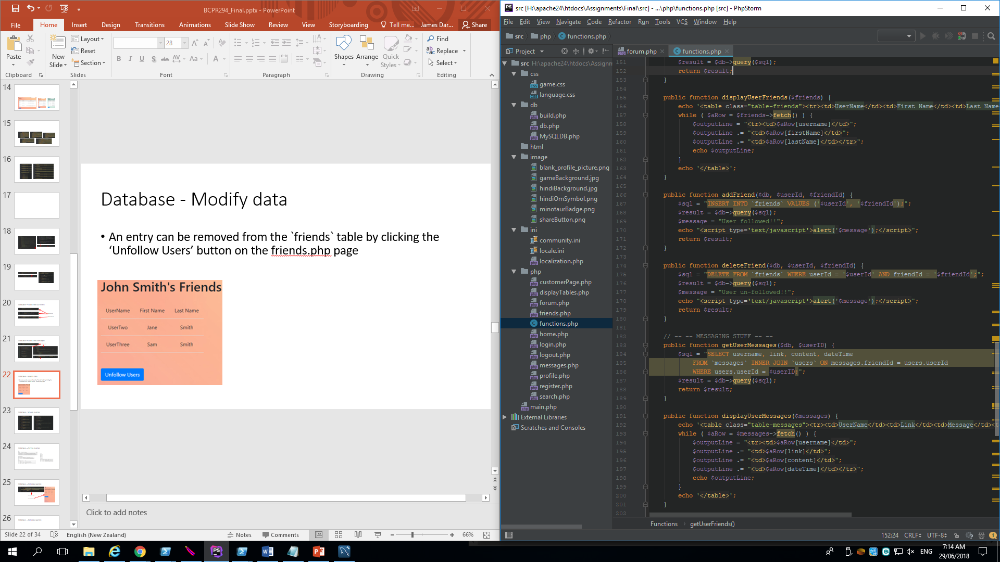 BCPR294_Final.pptx - PowerPoint
File Home Insert Design Transitions Animations Slide Show Review View Storyboarding Tell me... James Dar... Share
Paste
New Slide
Layout
Reset
Section
28
B I U S abc AV Aa A
Shapes Arrange Quick Styles
Find
Replace
Select
Clipboard Slides Font Paragraph Drawing Editing
14
15
16
17
18
19
20
21
22
23
24
25
26
Database - Modify data
• An entry can be removed from the `friends` table by clicking the
‘Unfollow Users’ button on the friends.php page
John Smith's Friends
UserName First Name Last Name
UserTwo Jane Smith
UserThree Sam Smith
Unfollow Users
Click to add notes
Slide 22 of 34 English (New Zealand) Notes Comments 66%
src [H:\apache24\htdocs\Assignments\Final\src] - ...\php\functions.php [src] - PhpStorm
File Edit View Navigate Code Refactor Run Tools VCS Window Help
src php functions.php
Project
forum.php functions.php
src H:\apache24\htdocs\Assignm
css
game.css
language.css
db
build.php
db.php
MySQLDB.php
html
image
blank_profile_picture.png
gameBackground.jpg
hindiBackground.jpg
hindiOmSymbol.png
minotaurBadge.png
shareButton.png
ini
community.ini
locale.ini
localization.php
php
customerPage.php
displayTables.php
forum.php
friends.php
functions.php
home.php
login.php
logout.php
messages.php
profile.php
register.php
search.php
main.php
External Libraries
Scratches and Consoles
151 $result = $db->query($sql);
152 return $result;
153 }
154
155 public function displayUserFriends($friends) {
156 echo '<table class="table-friends"><tr><td>UserName</td><td>First Name</td><td>Last Name
157 while ( $aRow = $friends->fetch() ) {
158 $outputLine = "<tr><td>$aRow[username]</td>";
159 $outputLine .= "<td>$aRow[firstName]</td>";
160 $outputLine .= "<td>$aRow[lastName]</td></tr>";
161 echo $outputLine;
162 }
163 echo '</table>';
164 }
165
166 public function addFriend($db, $userId, $friendId) {
167 $sql = "INSERT INTO `friends` VALUES ('$userId', '$friendId');";
168 $result = $db->query($sql);
169 $message = "User followed!!";
170 echo "<script type='text/javascript'>alert('$message');</script>";
171 return $result;
172 }
173
174 public function deleteFriend($db, $userId, $friendId) {
175 $sql = "DELETE FROM `friends` WHERE userId = '$userId' AND friendId = '$friendId';";
176 $result = $db->query($sql);
177 $message = "User un-followed!!";
178 echo "<script type='text/javascript'>alert('$message');</script>";
179 return $result;
180 }
181
182 // -- -- MESSAGING STUFF -- --
183 public function getUserMessages($db, $userID) {
184 $sql = "SELECT username, link, content, dateTime
185 FROM `messages` INNER JOIN `users` ON messages.friendId = users.userId
186 WHERE users.userId = $userID;";
187 $result = $db->query($sql);
188 return $result;
189 }
190
191 public function displayUserMessages($messages) {
192 echo '<table class="table-messages"><tr><td>UserName</td><td>Link</td><td>Message</td><t
193 while ( $aRow = $messages->fetch() ) {
194 $outputLine = "<tr><td>$aRow[username]</td>";
195 $outputLine .= "<td>$aRow[link]</td>";
196 $outputLine .= "<td>$aRow[content]</td>";
197 $outputLine .= "<td>$aRow[dateTime]</td></tr>";
198 echo $outputLine;
199 }
200 echo '</table>';
201 }
202
Functions › getUserFriends()
152:24 CRLF UTF-8 1
ENG 7:14 AM
29/06/2018